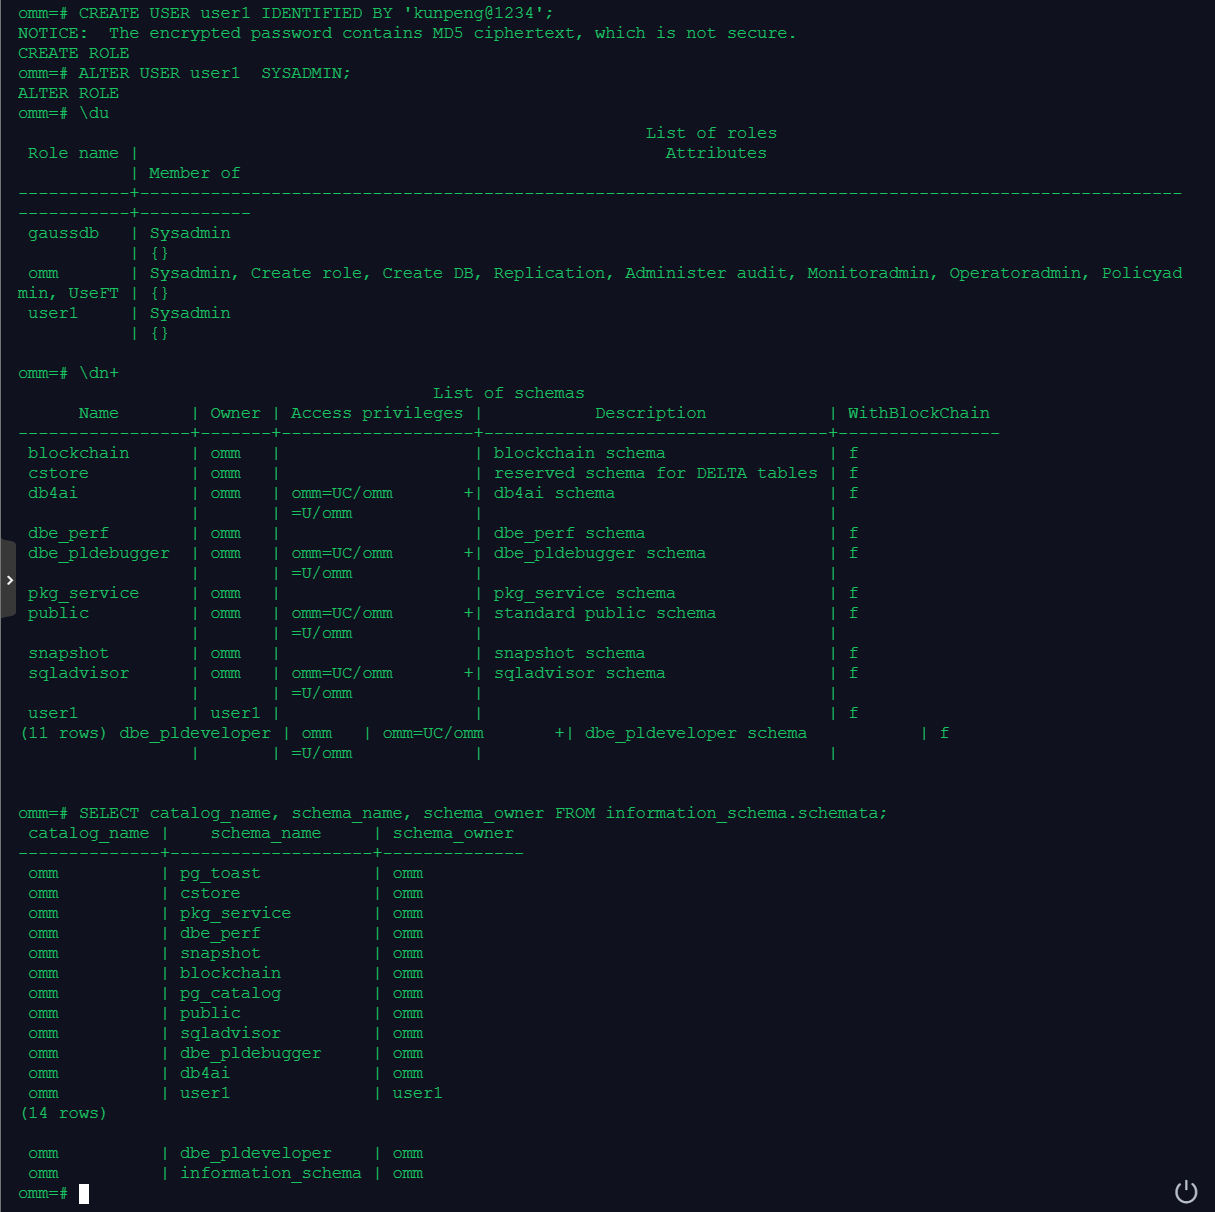 omm=# CREATE USER user1 IDENTIFIED BY 'kunpeng@1234';
NOTICE:  The encrypted password contains MD5 ciphertext, which is not secure.
CREATE ROLE
omm=# ALTER USER user1  SYSADMIN;
ALTER ROLE
omm=# \du
                                                              List of roles
 Role name |                                                    Attributes
           | Member of
-----------+-------------------------------------------------------------------------------------------------------
-----------+-----------
 gaussdb   | Sysadmin
           | {}
 omm       | Sysadmin, Create role, Create DB, Replication, Administer audit, Monitoradmin, Operatoradmin, Policyad
min, UseFT | {}
 user1     | Sysadmin
           | {}
omm=# \dn+
                                         List of schemas
      Name       | Owner | Access privileges |           Description            | WithBlockChain
-----------------+-------+-------------------+----------------------------------+----------------
 blockchain      | omm   |                   | blockchain schema                | f
 cstore          | omm   |                   | reserved schema for DELTA tables | f
 db4ai           | omm   | omm=UC/omm       +| db4ai schema                     | f
                 |       | =U/omm            |                                  |
 dbe_perf        | omm   |                   | dbe_perf schema                  | f
 dbe_pldebugger  | omm   | omm=UC/omm       +| dbe_pldebugger schema            | f
                 |       | =U/omm            |                                  |
 pkg_service     | omm   |                   | pkg_service schema               | f
 public          | omm   | omm=UC/omm       +| standard public schema           | f
                 |       | =U/omm            |                                  |
 snapshot        | omm   |                   | snapshot schema                  | f
 sqladvisor      | omm   | omm=UC/omm       +| sqladvisor schema                | f
                 |       | =U/omm            |                                  |
 user1           | user1 |                   |                                  | f
(11 rows) dbe_pldeveloper | omm   | omm=UC/omm       +| dbe_pldeveloper schema           | f
                 |       | =U/omm            |                                  |
omm=# SELECT catalog_name, schema_name, schema_owner FROM information_schema.schemata;
 catalog_name |    schema_name     | schema_owner
--------------+--------------------+--------------
 omm          | pg_toast           | omm
 omm          | cstore             | omm
 omm          | pkg_service        | omm
 omm          | dbe_perf           | omm
 omm          | snapshot           | omm
 omm          | blockchain         | omm
 omm          | pg_catalog         | omm
 omm          | public             | omm
 omm          | sqladvisor         | omm
 omm          | dbe_pldebugger     | omm
 omm          | db4ai              | omm
 omm          | user1              | user1
(14 rows)
 omm          | dbe_pldeveloper    | omm
 omm          | information_schema | omm
omm=#